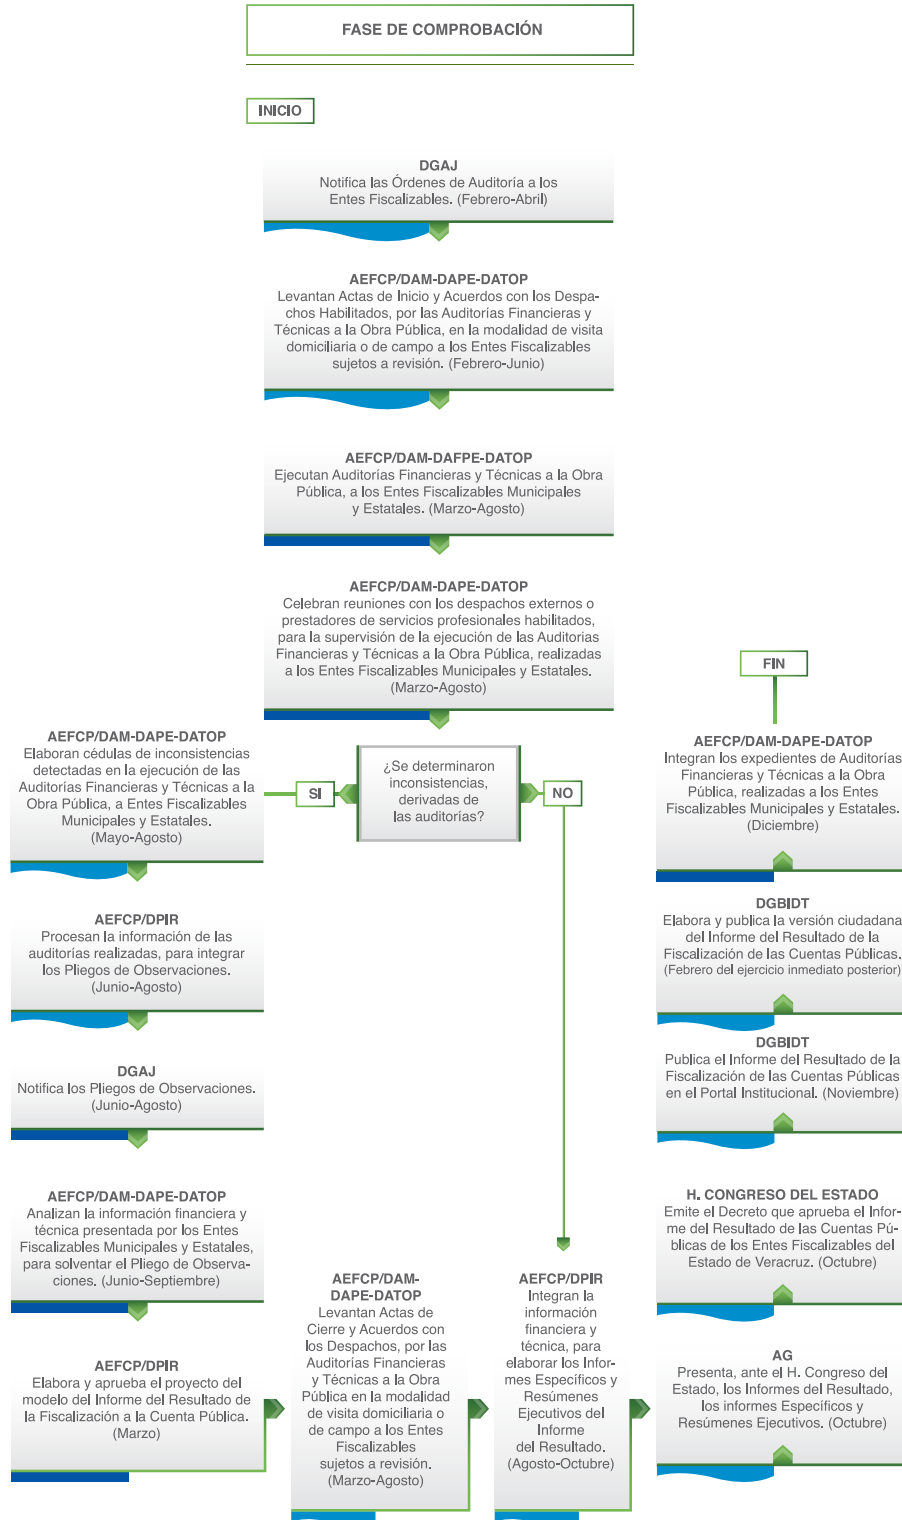 FASE DE COMPROBACIÓN
INICIO
DGAJ
Notifica las Órdenes de Auditoría a los
Entes Fiscalizables. (Febrero-Abril)
AEFCP/DAM-DAPE-DATOP
Levantan Actas de Inicio y Acuerdos con los Despa-
chos Habilitados, por las Auditorías Financieras y
Técnicas a la Obra Pública, en la modalidad de visita
domiciliaria o de campo a los Entes Fiscalizables
sujetos a revisión. (Febrero-Junio)
AEFCP/DAM-DAFPE-DATOP
Ejecutan Auditorías Financieras y Técnicas a la Obra
Pública, a los Entes Fiscalizables Municipales
y Estatales. (Marzo-Agosto)
AEFCP/DAM-DAPE-DATOP
Celebran reuniones con los despachos externos o
prestadores de servicios profesionales habilitados,
para la supervisión de la ejecución de las Auditorias
Financieras y Técnicas a la Obra Pública, realizadas
a los Entes Fiscalizables Municipales y Estatales.
(Marzo-Agosto)
¿Se determinaron
inconsistencias,
derivadas de
las auditorías?
SI
NO
AEFCP/DAM-DAPE-DATOP
Elaboran cédulas de inconsistencias
detectadas en la ejecución de las
Auditorías Financieras y Técnicas a la
Obra Pública, a Entes Fiscalizables
Municipales y Estatales.
(Mayo-Agosto)
AEFCP/DPIR
Procesan la información de las
auditorías realizadas, para integrar
los Pliegos de Observaciones.
(Junio-Agosto)
DGAJ
Notifica los Pliegos de Observaciones.
(Junio-Agosto)
AEFCP/DAM-DAPE-DATOP
Analizan la información financiera y
técnica presentada por los Entes
Fiscalizables Municipales y Estatales,
para solventar el Pliego de Observa-
ciones. (Junio-Septiembre)
AEFCP/DPIR
Elabora y aprueba el proyecto del
modelo del Informe del Resultado de
la Fiscalización a la Cuenta Pública.
(Marzo)
AEFCP/DAM-
DAPE-DATOP
Levantan Actas de
Cierre y Acuerdos con
los Despachos, por las
Auditorías Financieras
y Técnicas a la Obra
Pública en la modalidad
de visita domiciliaria o
de campo a los Entes
Fiscalizables
sujetos a revisión.
(Marzo-Agosto)
AEFCP/DPIR
Integran la
información
financiera y
técnica, para
elaborar los Infor-
mes Específicos y
Resúmenes
Ejecutivos del
Informe
del Resultado.
(Agosto-Octubre)
AG
Presenta, ante el H. Congreso del
Estado, los Informes del Resultado,
los informes Específicos y
Resúmenes Ejecutivos. (Octubre)
H. CONGRESO DEL ESTADO
Emite el Decreto que aprueba el Infor-
me del Resultado de las Cuentas Pú-
blicas de los Entes Fiscalizables del
Estado de Veracruz. (Octubre)
DGBIDT
Publica el Informe del Resultado de la
Fiscalización de las Cuentas Públicas
en el Portal Institucional. (Noviembre)
DGBIDT
Elabora y publica la versión ciudadana
del Informe del Resultado de la
Fiscalización de las Cuentas Públicas.
(Febrero del ejercicio inmediato posterior)
AEFCP/DAM-DAPE-DATOP
Integran los expedientes de Auditorías
Financieras y Técnicas a la Obra
Pública, realizadas a los Entes
Fiscalizables Municipales y Estatales.
(Diciembre)
FIN